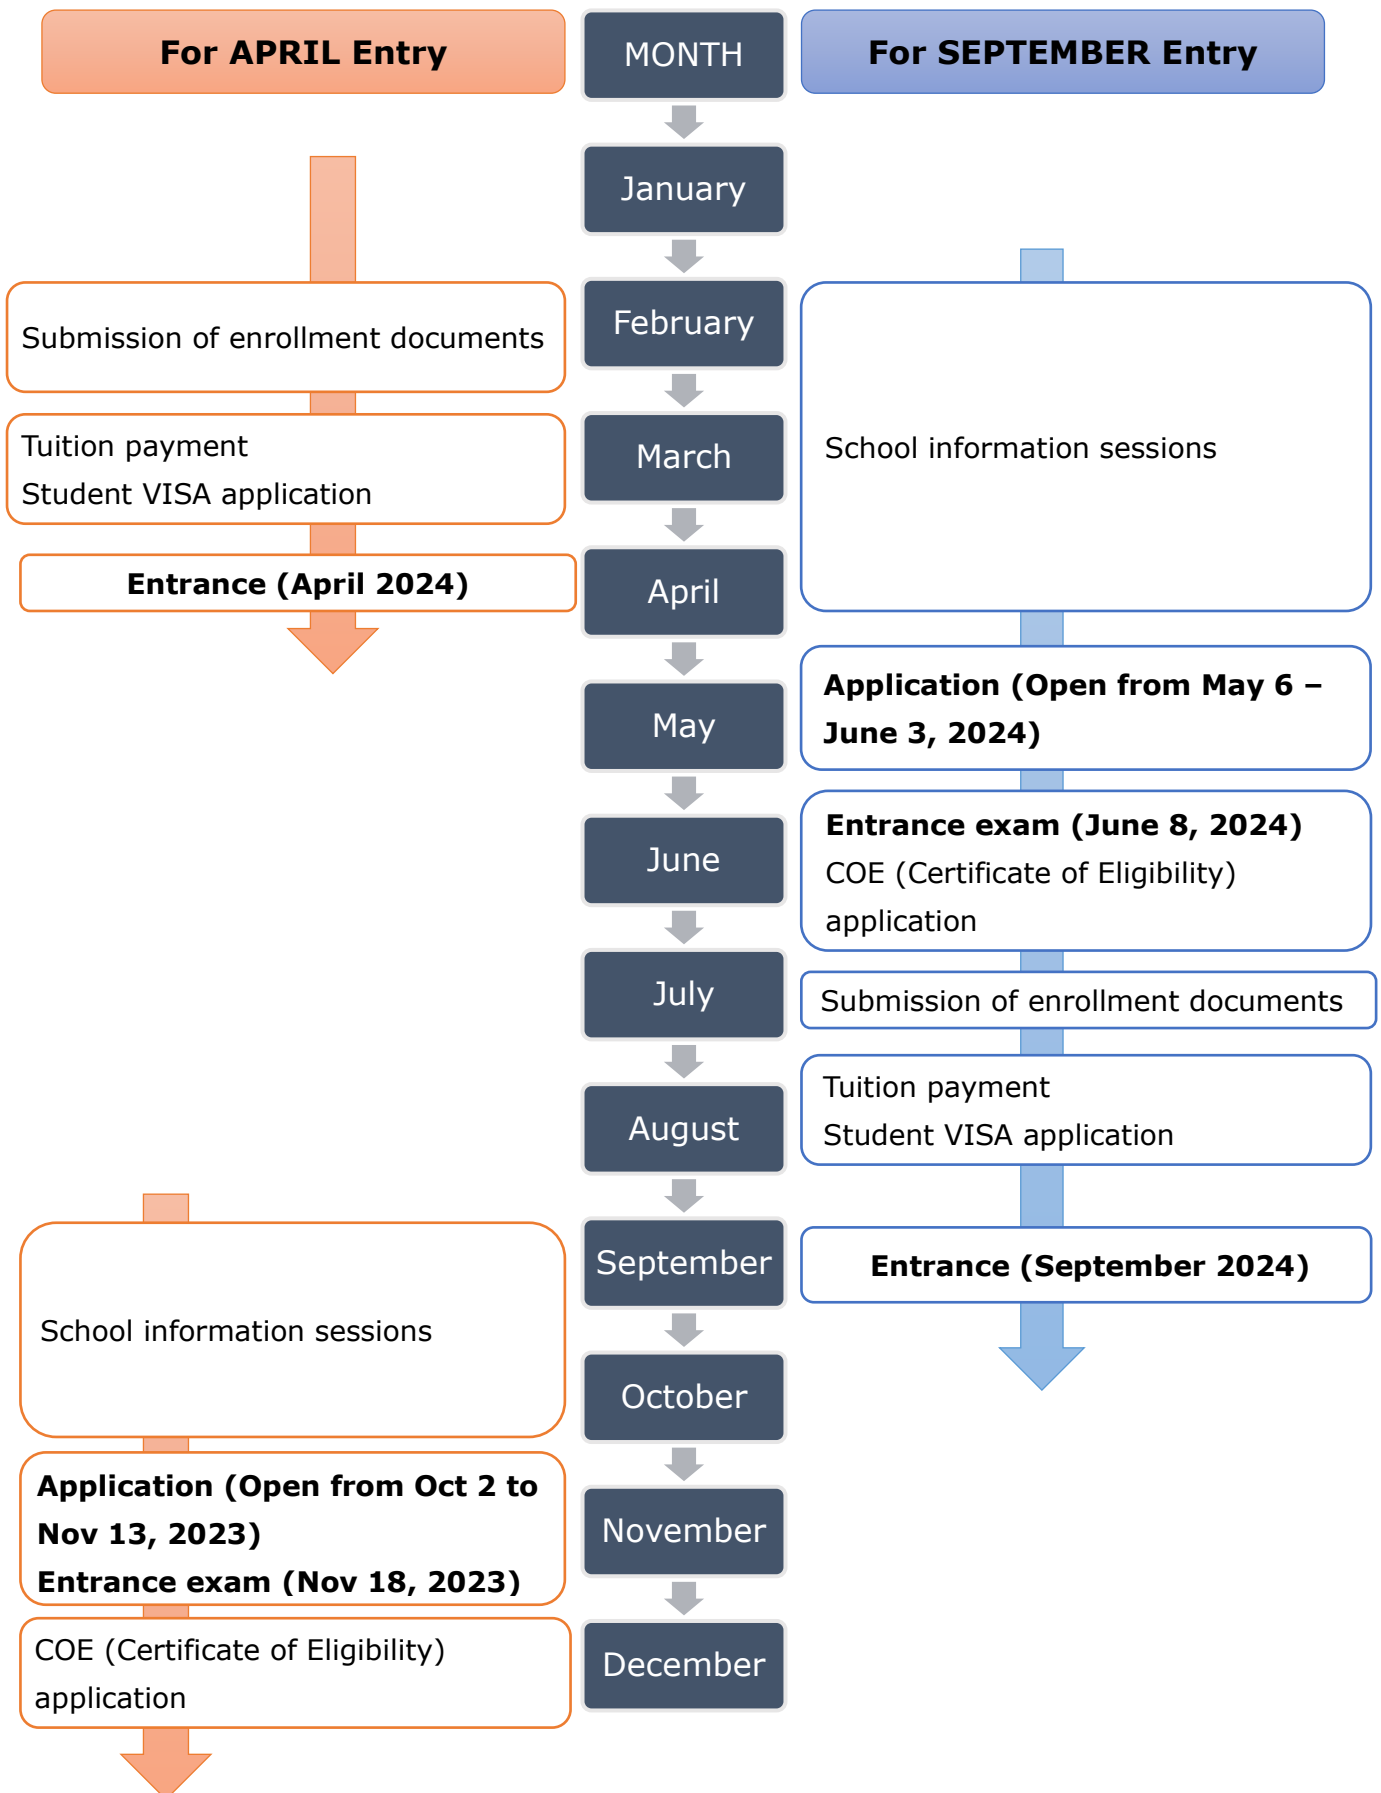 For APRIL Entry
MONTH
For SEPTEMBER Entry
January
February
March
April
May
June
July
August
September
October
November
December
Submission of enrollment documents
Tuition payment
Student VISA application
Entrance (April 2024)
School information sessions
Application (Open from Oct 2 to
Nov 13, 2023)
Entrance exam (Nov 18, 2023)
COE (Certificate of Eligibility)
application
School information sessions
Application (Open from May 6 –
June 3, 2024)
Entrance exam (June 8, 2024)
COE (Certificate of Eligibility)
application
Submission of enrollment documents
Tuition payment
Student VISA application
Entrance (September 2024)